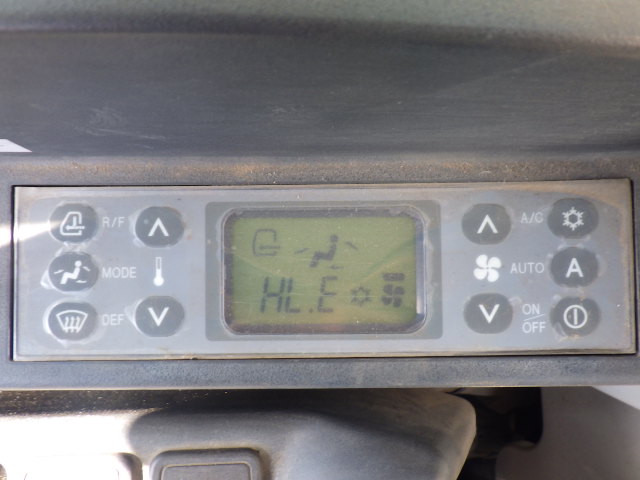 R/F
A/C
MODE
AUTO
A
HL.E
DEF
ON
OFF